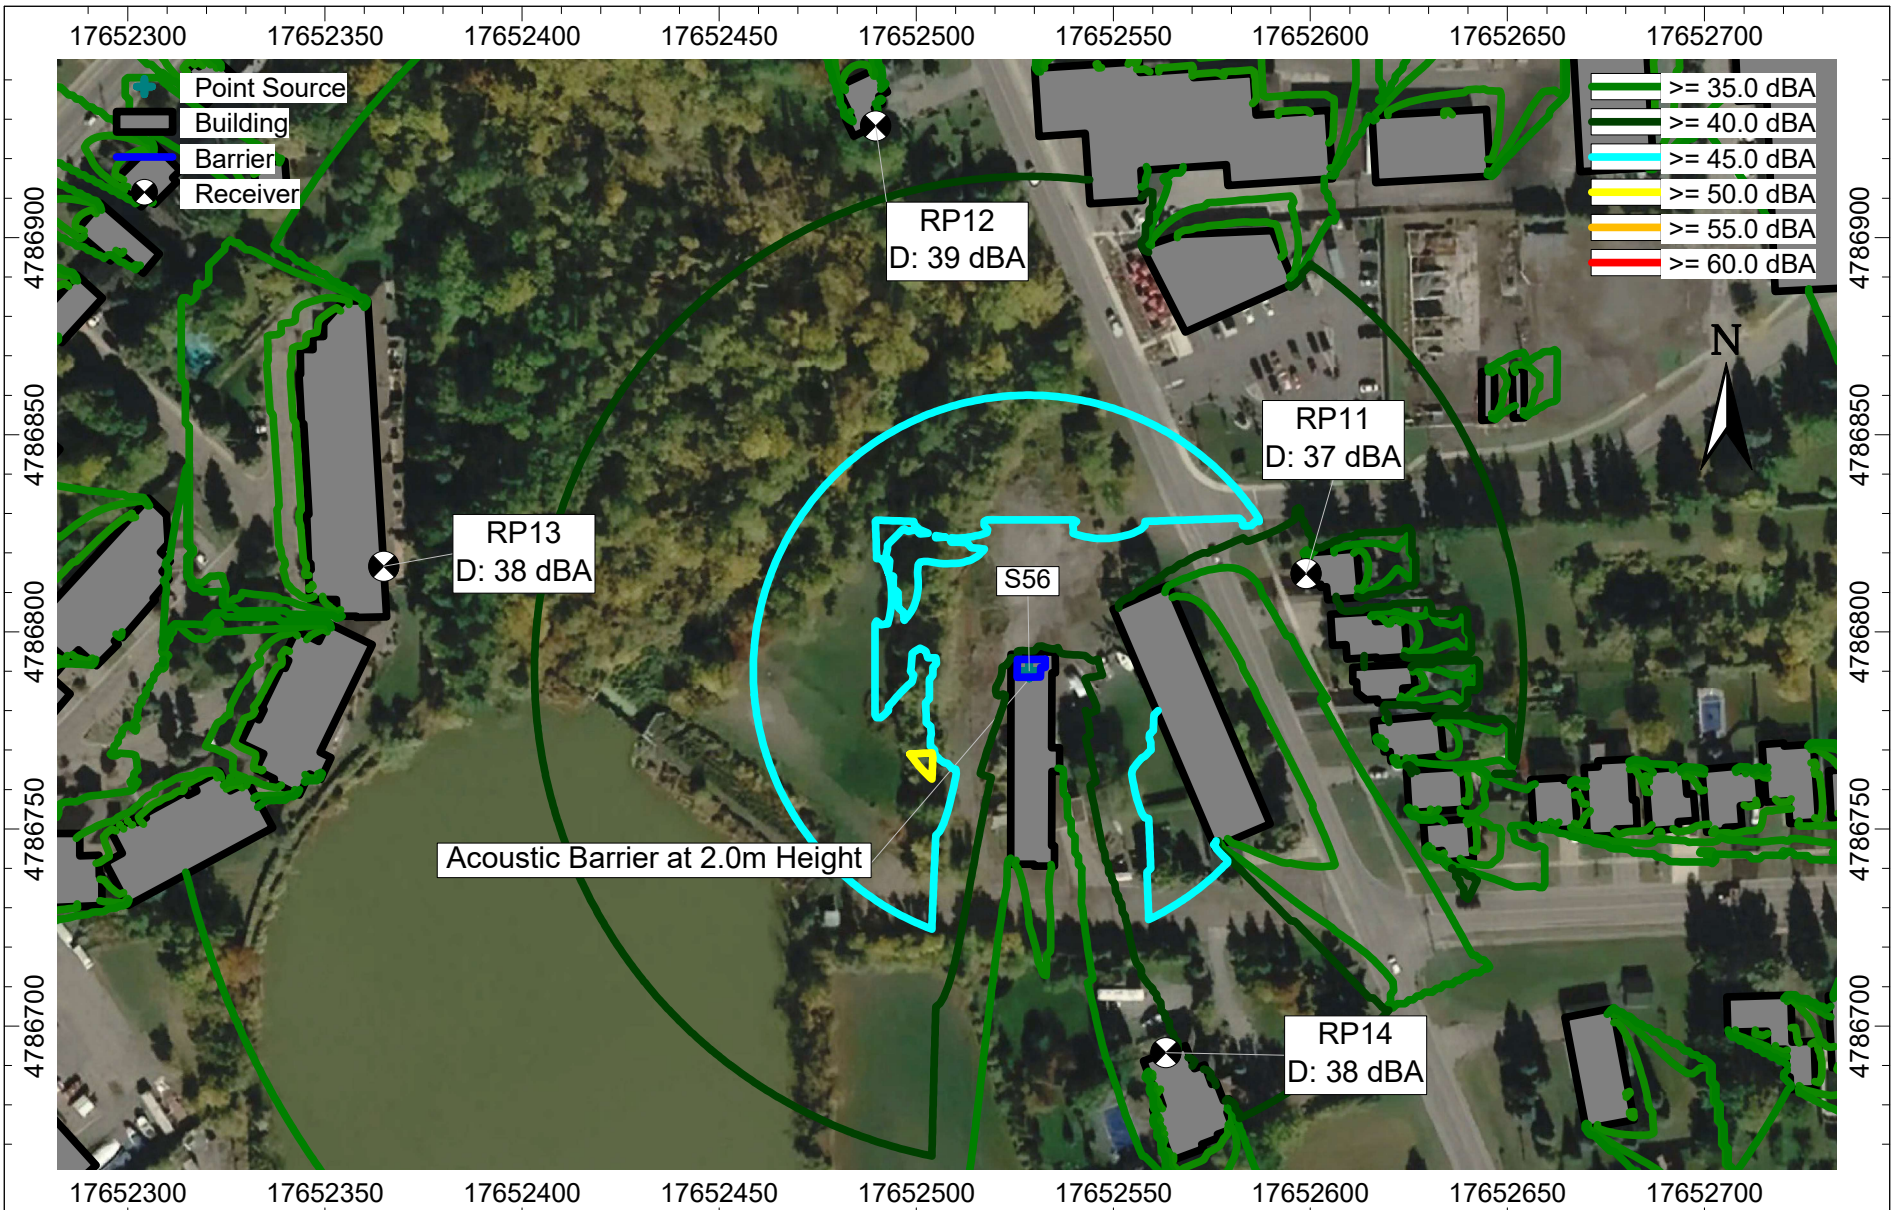 17652300 17652350 17652400 17652450 17652500 17652550 17652600 17652650 17652700
Point Source
Building
Barrier
Receiver
>= 35.0 dBA
>= 40.0 dBA
>= 45.0 dBA
>= 50.0 dBA
>= 55.0 dBA
>= 60.0 dBA
4786900
4786850
4786800
4786750
4786700
4786900
4786850
4786800
4786750
4786700
N
RP12
D: 39 dBA
RP11
D: 37 dBA
RP13
D: 38 dBA
S56
Acoustic Barrier at 2.0m Height
RP14
D: 38 dBA
17652300 17652350 17652400 17652450 17652500 17652550 17652600 17652650 17652700